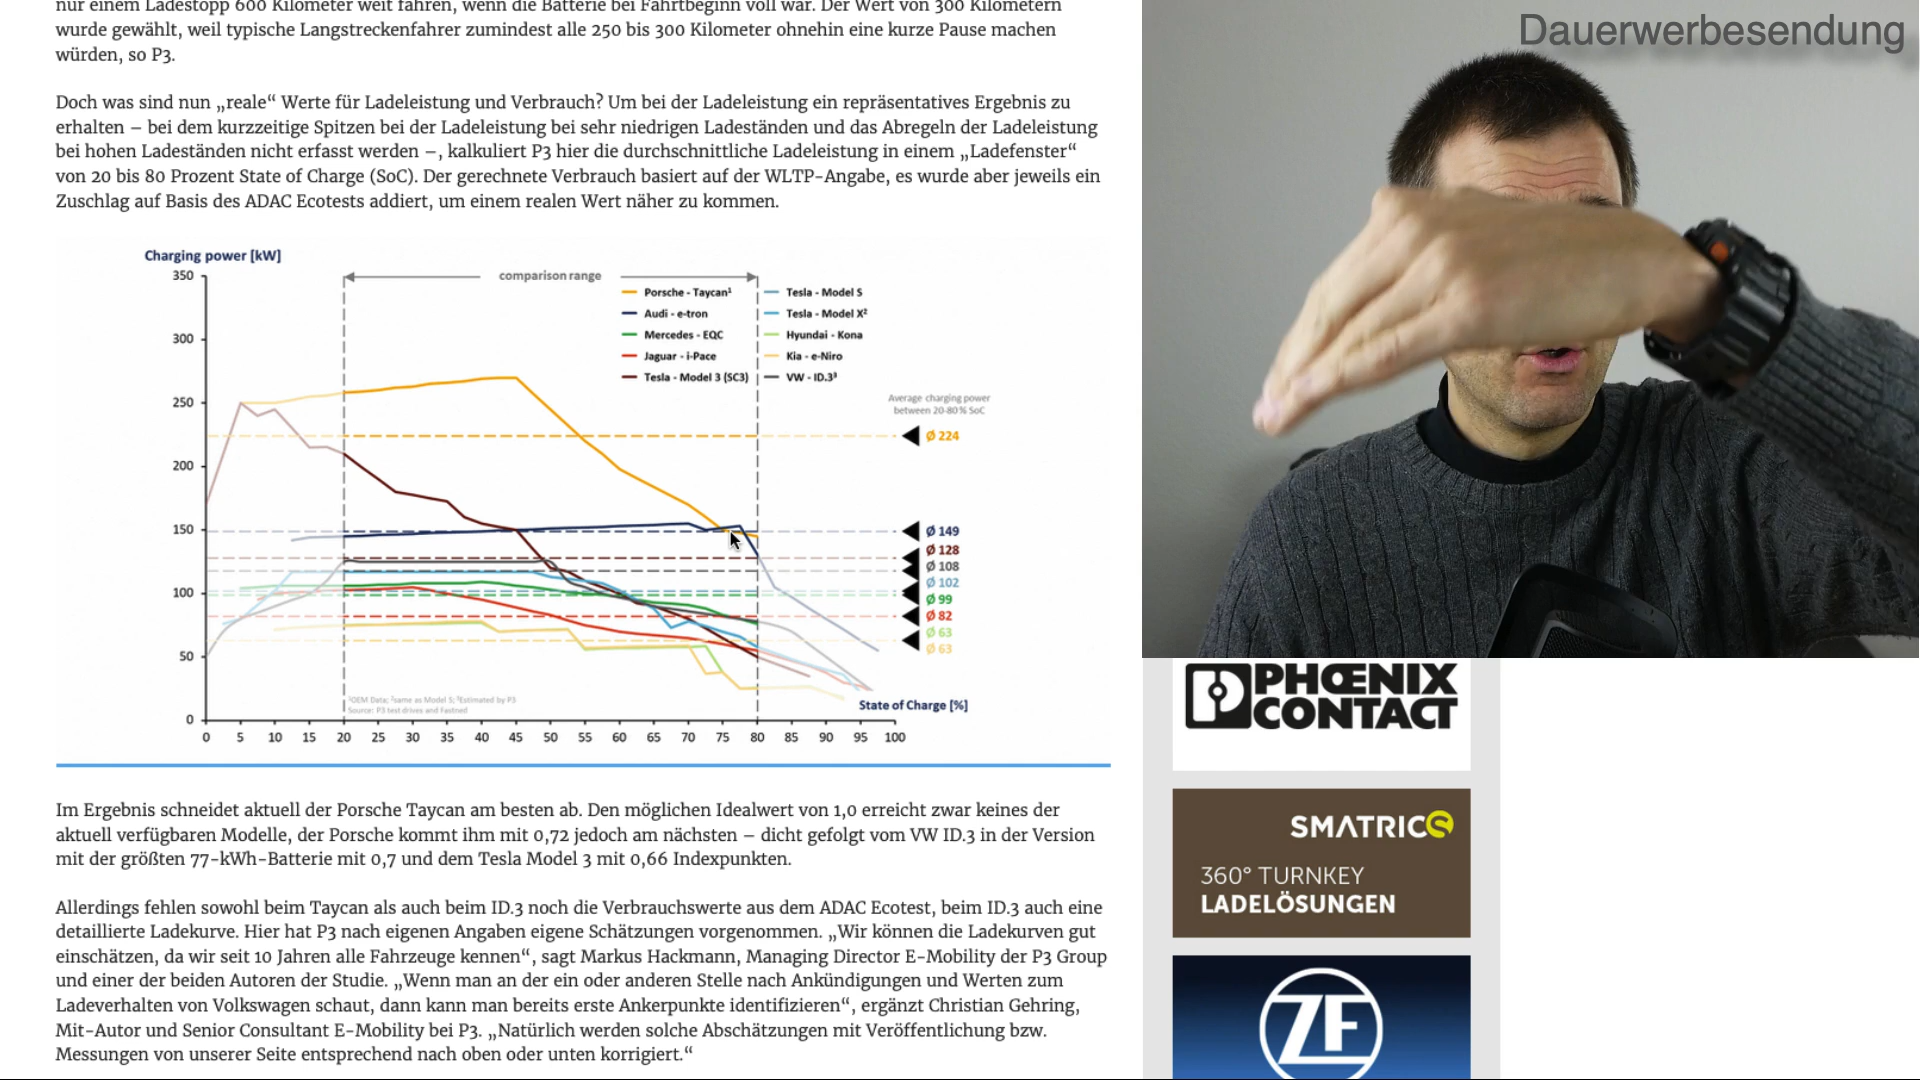 nur einem Ladestopp 600 Kilometer weit fahren, wenn die Batterie bei Fahrtbeginn voll war. Der Wert von 300 Kilometern
wurde gewählt, weil typische Langstreckenfahrer zumindest alle 250 bis 300 Kilometer ohnehin eine kurze Pause machen
würden, so P3.
Doch was sind nun „reale“ Werte für Ladeleistung und Verbrauch? Um bei der Ladeleistung ein repräsentatives Ergebnis zu
erhalten – bei dem kurzzeitige Spitzen bei der Ladeleistung bei sehr niedrigen Ladeständen und das Abregeln der Ladeleistung
bei hohen Ladeständen nicht erfasst werden –, kalkuliert P3 hier die durchschnittliche Ladeleistung in einem „Ladefenster“
von 20 bis 80 Prozent State of Charge (SoC). Der gerechnete Verbrauch basiert auf der WLTP-Angabe, es wurde aber jeweils ein
Zuschlag auf Basis des ADAC Ecotests addiert, um einem realen Wert näher zu kommen.
Charging power [kW]
350
300
250
200
150
100
50
0
comparison range
Porsche - Taycan¹
Audi - e-tron
Mercedes - EQC
Jaguar - i-Pace
Tesla - Model 3 (SC3)
Tesla - Model S
Tesla - Model X²
Hyundai - Kona
Kia - e-Niro
VW - ID.3³
Average charging power
between 20-80% SoC
Ø 224
Ø 149
Ø 128
Ø 108
Ø 102
Ø 99
Ø 82
Ø 63
Ø 63
¹OEM Data; ²same as Model S; ³Estimated by P3
Source: P3 test drives and Fastned
State of Charge [%]
0 5 10 15 20 25 30 35 40 45 50 55 60 65 70 75 80 85 90 95 100
Im Ergebnis schneidet aktuell der Porsche Taycan am besten ab. Den möglichen Idealwert von 1,0 erreicht zwar keines der
aktuell verfügbaren Modelle, der Porsche kommt ihm mit 0,72 jedoch am nächsten – dicht gefolgt vom VW ID.3 in der Version
mit der größten 77-kWh-Batterie mit 0,7 und dem Tesla Model 3 mit 0,66 Indexpunkten.
Allerdings fehlen sowohl beim Taycan als auch beim ID.3 noch die Verbrauchswerte aus dem ADAC Ecotest, beim ID.3 auch eine
detaillierte Ladekurve. Hier hat P3 nach eigenen Angaben eigene Schätzungen vorgenommen. „Wir können die Ladekurven gut
einschätzen, da wir seit 10 Jahren alle Fahrzeuge kennen“, sagt Markus Hackmann, Managing Director E-Mobility der P3 Group
und einer der beiden Autoren der Studie. „Wenn man an der ein oder anderen Stelle nach Ankündigungen und Werten zum
Ladeverhalten von Volkswagen schaut, dann kann man bereits erste Ankerpunkte identifizieren“, ergänzt Christian Gehring,
Mit-Autor und Senior Consultant E-Mobility bei P3. „Natürlich werden solche Abschätzungen mit Veröffentlichung bzw.
Messungen von unserer Seite entsprechend nach oben oder unten korrigiert.“
Dauerwerbesendung
PHŒNIX
CONTACT
SMATRICS
360° TURNKEY
LADELÖSUNGEN
ZF